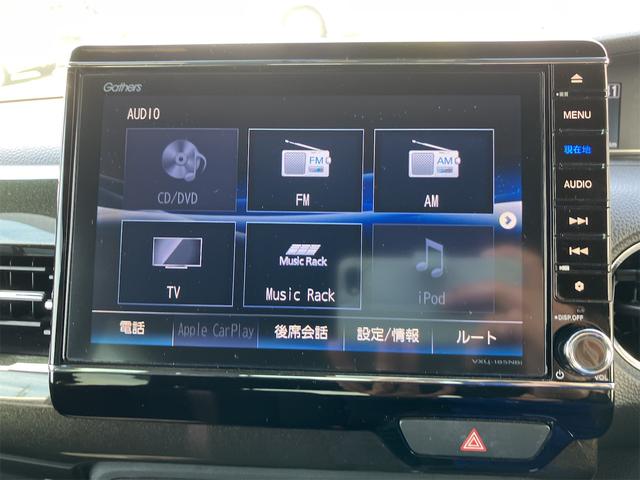 Gathers
AUDIO
CD/DVD
FM
FM
AM
AM
TV
Music Rack
Music Rack
iPod
電話
Apple CarPlay
後席会話
設定/情報
ルート
VXU-185NBi
MENU
現在地
AUDIO
DISP.OFF
VOL